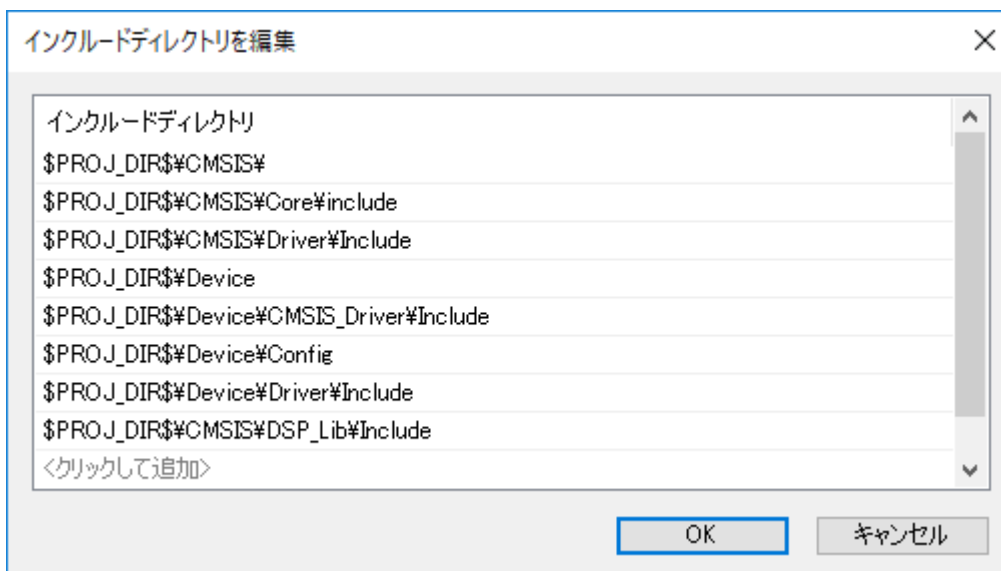 インクルードディレクトリを編集
インクルードディレクトリ
$PROJ_DIR$¥CMSIS¥
$PROJ_DIR$¥CMSIS¥Core¥include
$PROJ_DIR$¥CMSIS¥Driver¥Include
$PROJ_DIR$¥Device
$PROJ_DIR$¥Device¥CMSIS_Driver¥Include
$PROJ_DIR$¥Device¥Config
$PROJ_DIR$¥Device¥Driver¥Include
$PROJ_DIR$¥CMSIS¥DSP_Lib¥Include
<クリックして追加>
OK キャンセル